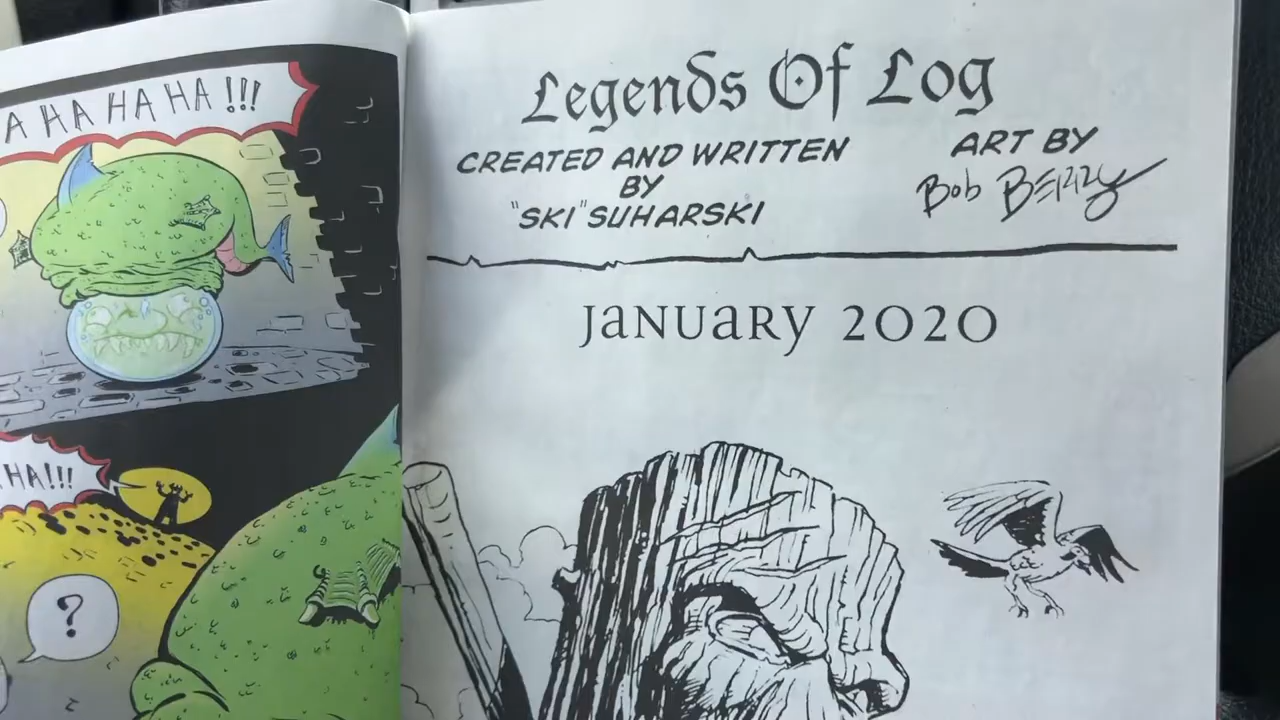 A HA HA HA !!!
HA!!!
?
Legends Of Log
CREATED AND WRITTEN
BY
"SKI" SUHARSKI
ART BY
Bob BERRY
JANUARY 2020